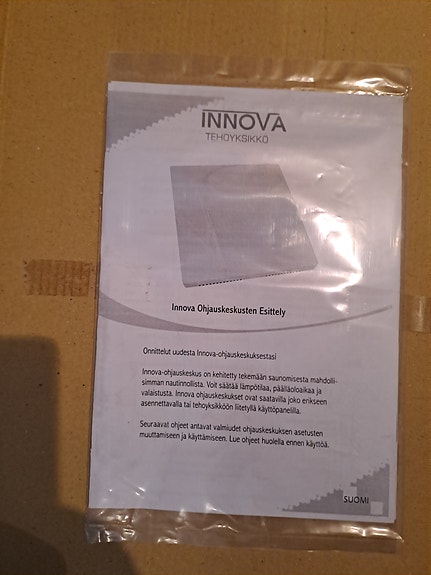 INNOVA
TEHOYKSIKKÖ
Innova Ohjauskeskusten Esittely
Onnittelut uudesta Innova-ohjauskeskuksestasi
Innova-ohjauskeskus on kehitetty tekemään saunomisesta mahdolli-
simman nautinnollista. Voit säätää lämpötilaa, päälläoloaikaa ja
valaistusta. Innova ohjauskeskukset ovat saatavilla joko erikseen
asennettavalla tai tehoyksikköön liitetyllä käyttöpaneelilla.
Seuraavat ohjeet antavat valmiudet ohjauskeskuksen asetusten
muuttamiseen ja käyttämiseen. Lue ohjeet huolella ennen käyttöä.
SUOMI